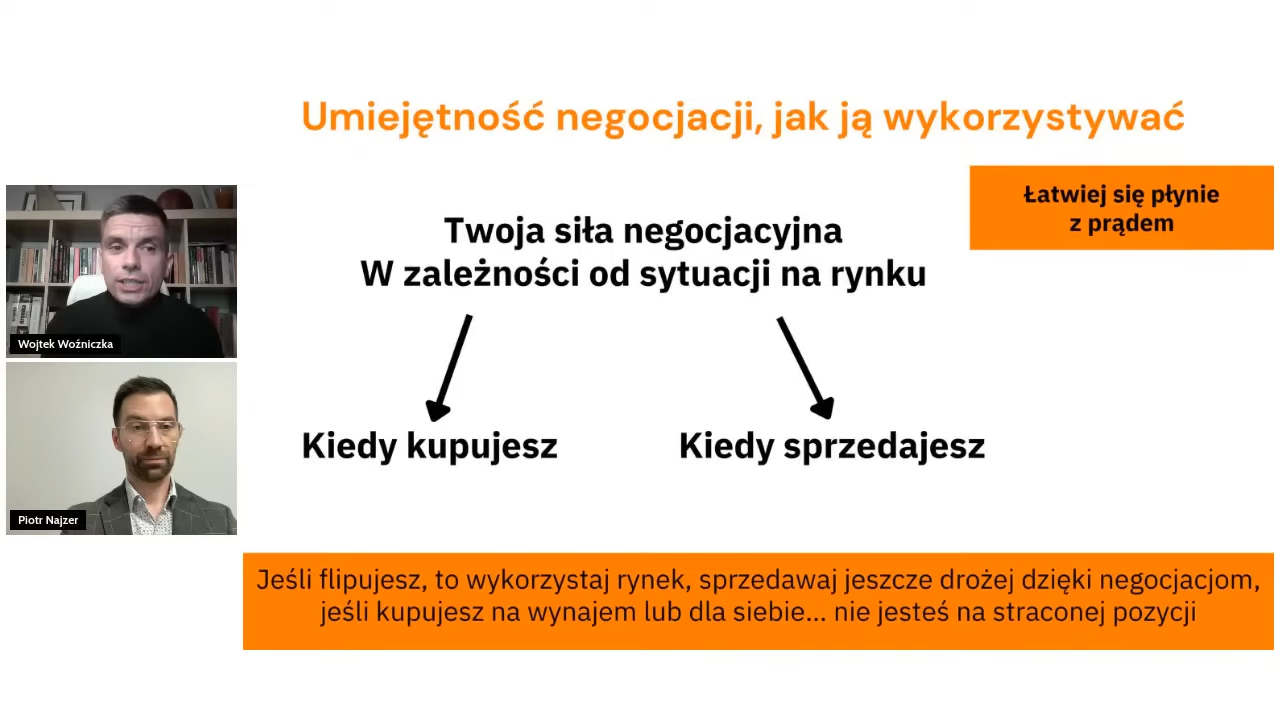 Umiejętność negocjacji, jak ją wykorzystywać
Łatwiej się płynie
z prądem
Twoja siła negocjacyjna
W zależności od sytuacji na rynku
Wojtek Woźniczka
Kiedy kupujesz
Kiedy sprzedajesz
Piotr Najzer
Jeśli flipujesz, to wykorzystaj rynek, sprzedawaj jeszcze drożej dzięki negocjacjom,
jeśli kupujesz na wynajem lub dla siebie... nie jesteś na straconej pozycji